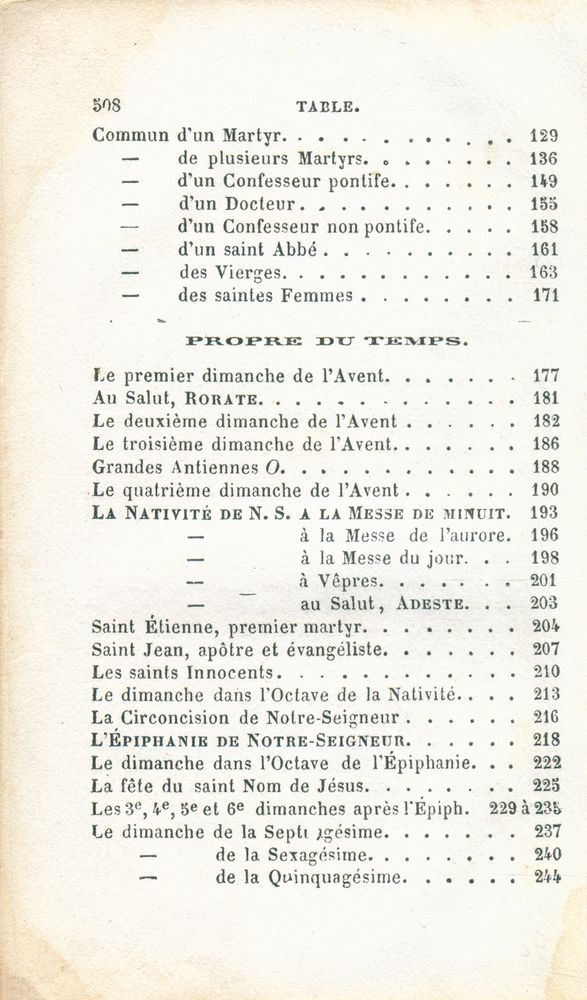 508 TABLE.
Commun d'un Martyr. . . . . . . . . . . 129
— de plusieurs Martyrs. . . . . . . . 136
— d'un Confesseur pontife. . . . . . . 149
— d'un Docteur. . . . . . . . . . . 155
— d'un Confesseur non pontife. . . . . 158
— d'un saint Abbé . . . . . . . . . 161
— des Vierges. . . . . . . . . . . . 163
— des saintes Femmes . . . . . . . . 171
PROPRE DU TEMPS.
Le premier dimanche de l'Avent. . . . . . . 177
Au Salut, RORATE. . . . . . . . . . . . . 181
Le deuxième dimanche de l'Avent . . . . . . 182
Le troisième dimanche de l'Avent. . . . . . . 186
Grandes Antiennes O. . . . . . . . . . . . 188
Le quatrième dimanche de l'Avent . . . . . . 190
LA NATIVITÉ DE N. S. A LA MESSE DE MINUIT. 193
— à la Messe de l'aurore. 196
— à la Messe du jour. . . 198
— à Vêpres. . . . . . . 201
— au Salut, ADESTE. . . 203
Saint Étienne, premier martyr. . . . . . . . 204
Saint Jean, apôtre et évangéliste. . . . . . . 207
Les saints Innocents. . . . . . . . . . . . 210
Le dimanche dans l'Octave de la Nativité. . . . 213
La Circoncision de Notre-Seigneur . . . . . . 216
L'ÉPIPHANIE DE NOTRE-SEIGNEUR. . . . . . 218
Le dimanche dans l'Octave de l'Épiphanie. . . 222
La fête du saint Nom de Jésus. . . . . . . . 225
Les 3e, 4e, 5e et 6e dimanches après l'Épiph. 229 à 235
Le dimanche de la Septuagésime. . . . . . . 237
— de la Sexagésime. . . . . . . 240
— de la Quinquagésime. . . . . . 244